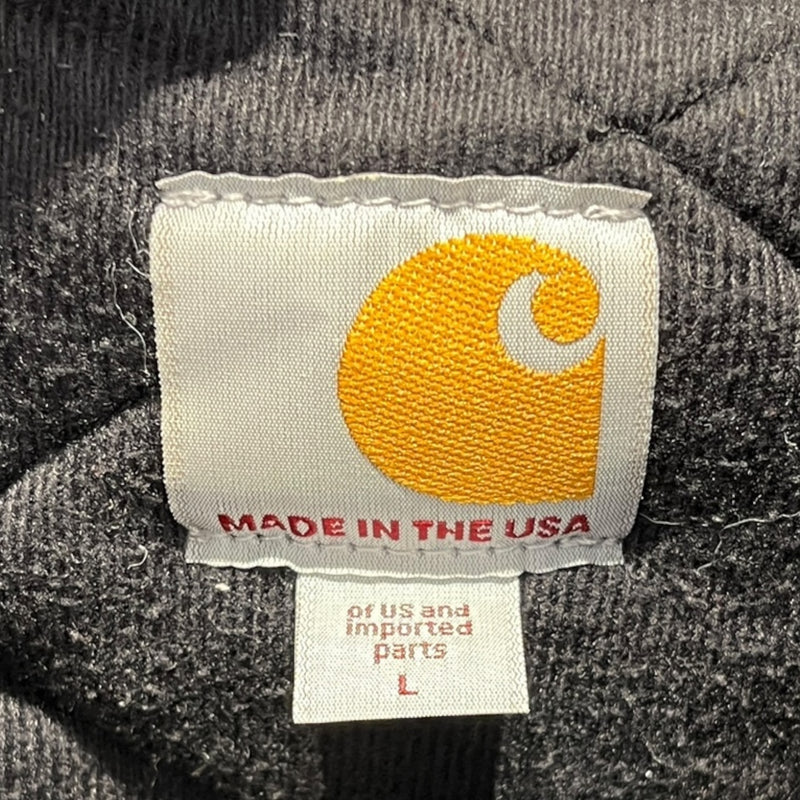 MADE IN THE USA
of US and
imported
parts
L